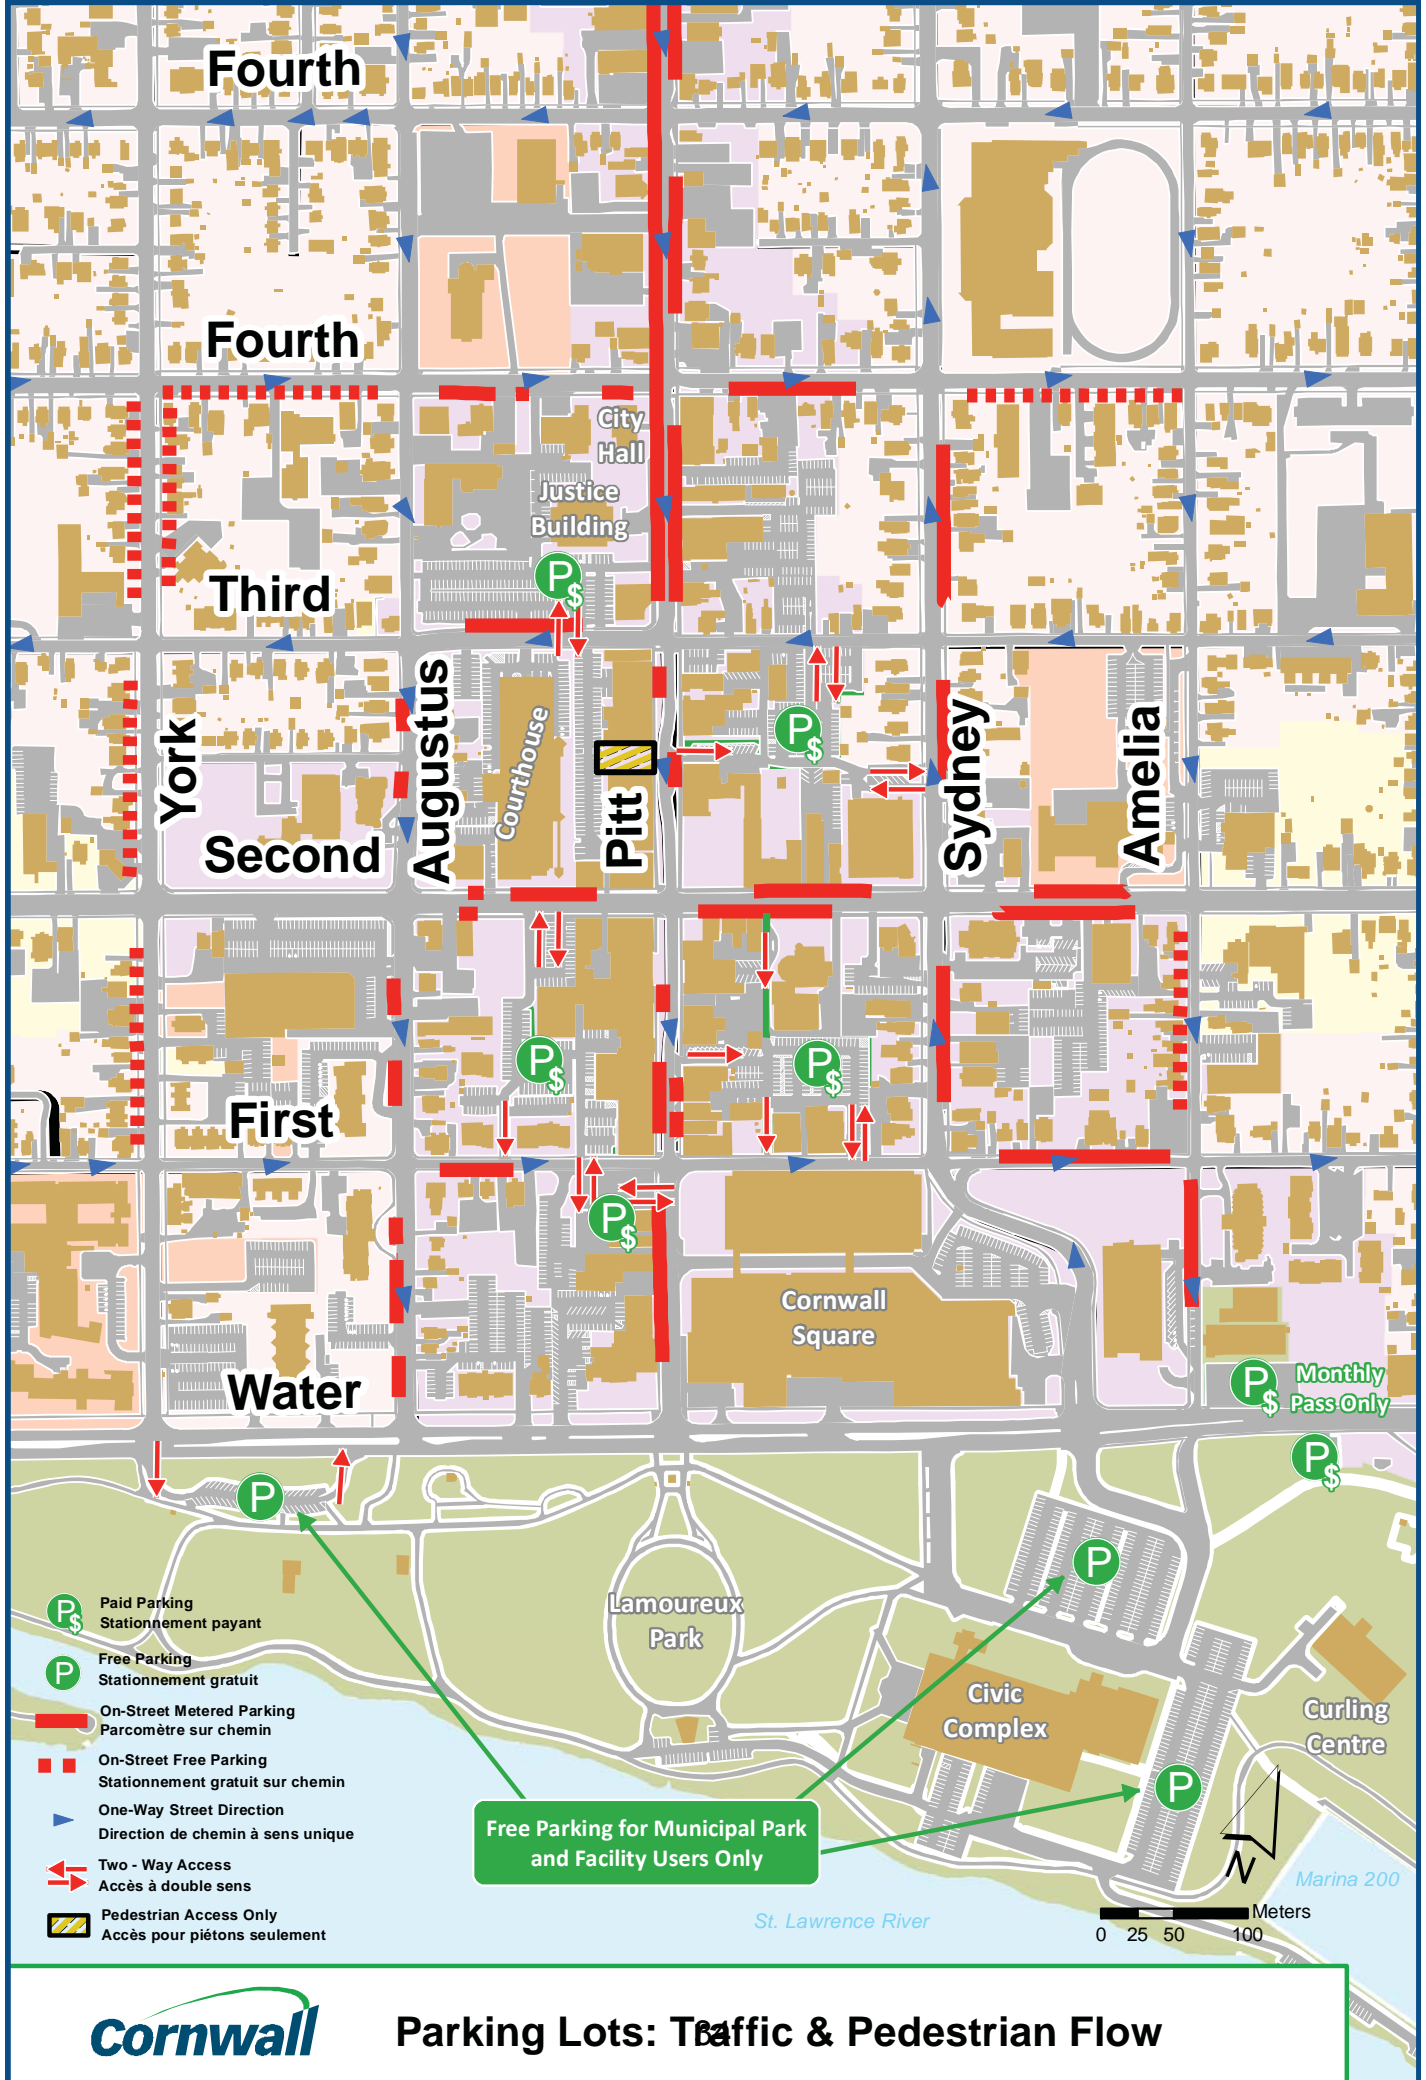 Fourth
Fourth
City
Hall
Justice
Building
P
$
Third
York
Augustus
Courthouse
Pitt
P
$
Sydney
Amelia
Second
P
$
P
$
First
P
$
Cornwall
Square
Water
P
$
Monthly
Pass Only
P
$
P
P
Lamoureux
Park
Civic
Complex
Curling
Centre
P
P
$
Paid Parking
Stationnement payant
P
Free Parking
Stationnement gratuit
On-Street Metered Parking
Parcomètre sur chemin
On-Street Free Parking
Stationnement gratuit sur chemin
One-Way Street Direction
Direction de chemin à sens unique
Two - Way Access
Accès à double sens
Pedestrian Access Only
Accès pour piétons seulement
Free Parking for Municipal Park
and Facility Users Only
N
Marina 200
St. Lawrence River
Meters
0 25 50 100
Cornwall
Parking Lots: Traffic & Pedestrian Flow
34